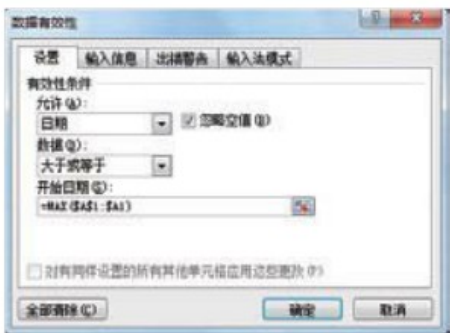 数据有效性
设置 输入信息 出错警告 输入法模式
有效性条件
允许(A):
日期 忽略空值(B)
数据(D):
大于或等于
开始日期(S):
=MAX($A$1:$A1)
对有同样设置的所有其他单元格应用这些更改(P)
全部清除(C) 确定 取消